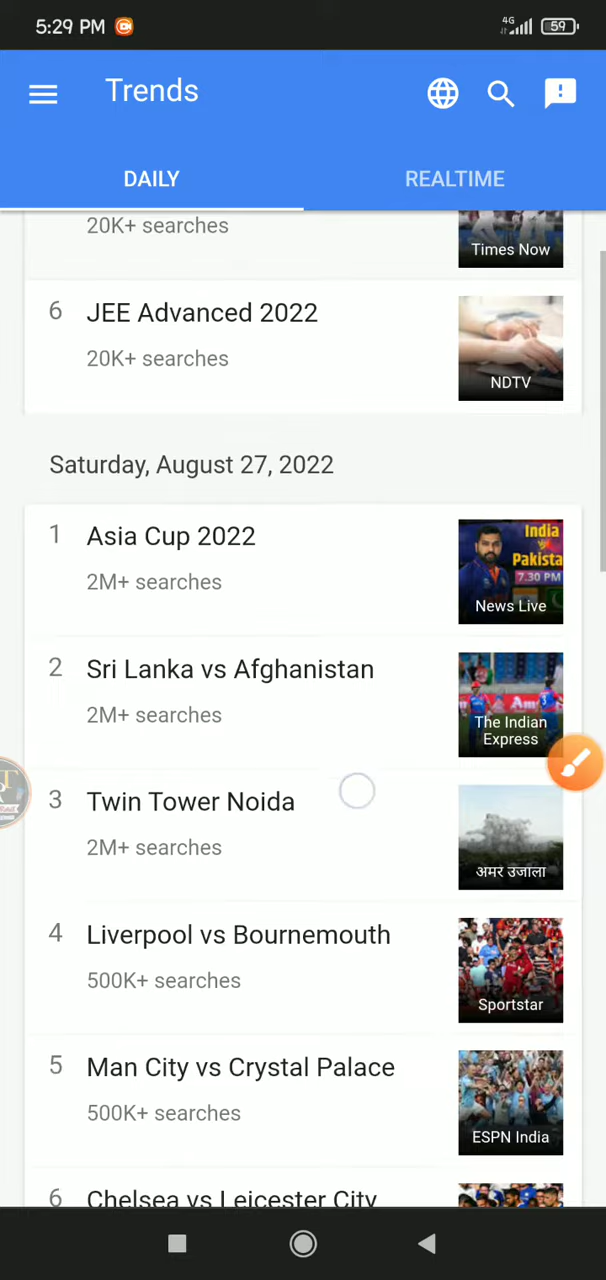 5:29 PM
4G
59
Trends
DAILY
REALTIME
20K+ searches
Times Now
6
JEE Advanced 2022
20K+ searches
NDTV
Saturday, August 27, 2022
1
Asia Cup 2022
2M+ searches
India
Pakista
7.30 PM
News Live
2
Sri Lanka vs Afghanistan
2M+ searches
The Indian
Express
3
Twin Tower Noida
2M+ searches
अमर उजाला
4
Liverpool vs Bournemouth
500K+ searches
Sportstar
5
Man City vs Crystal Palace
500K+ searches
ESPN India
6
Chelsea vs Leicester City